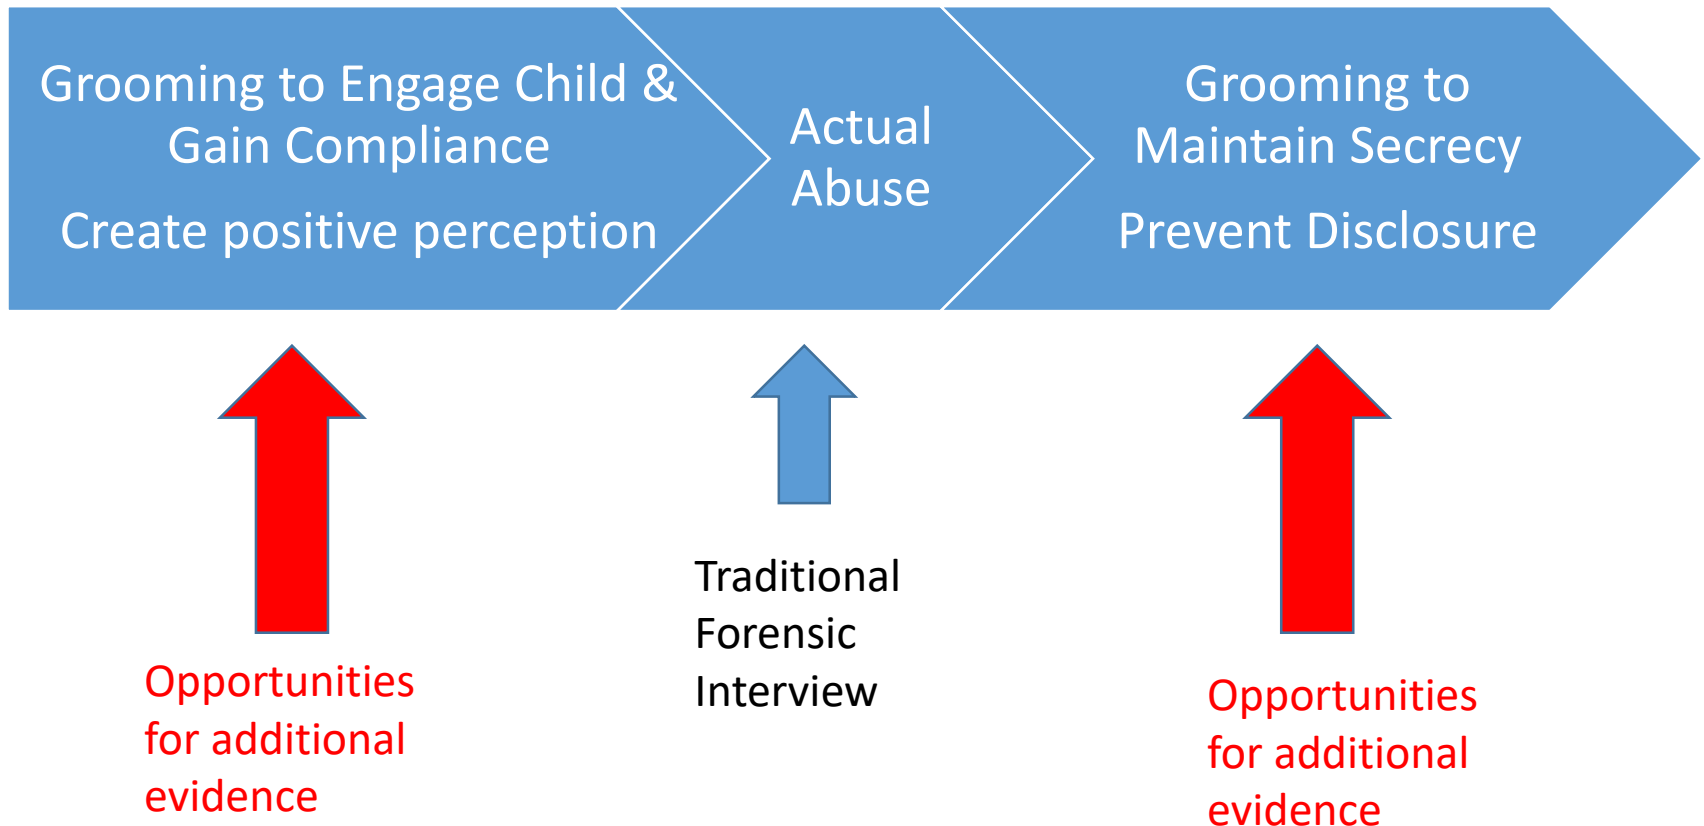 Grooming to Engage Child &
Gain Compliance
Create positive perception
Actual
Abuse
Grooming to
Maintain Secrecy
Prevent Disclosure
Opportunities
for additional
evidence
Traditional
Forensic
Interview
Opportunities
for additional
evidence